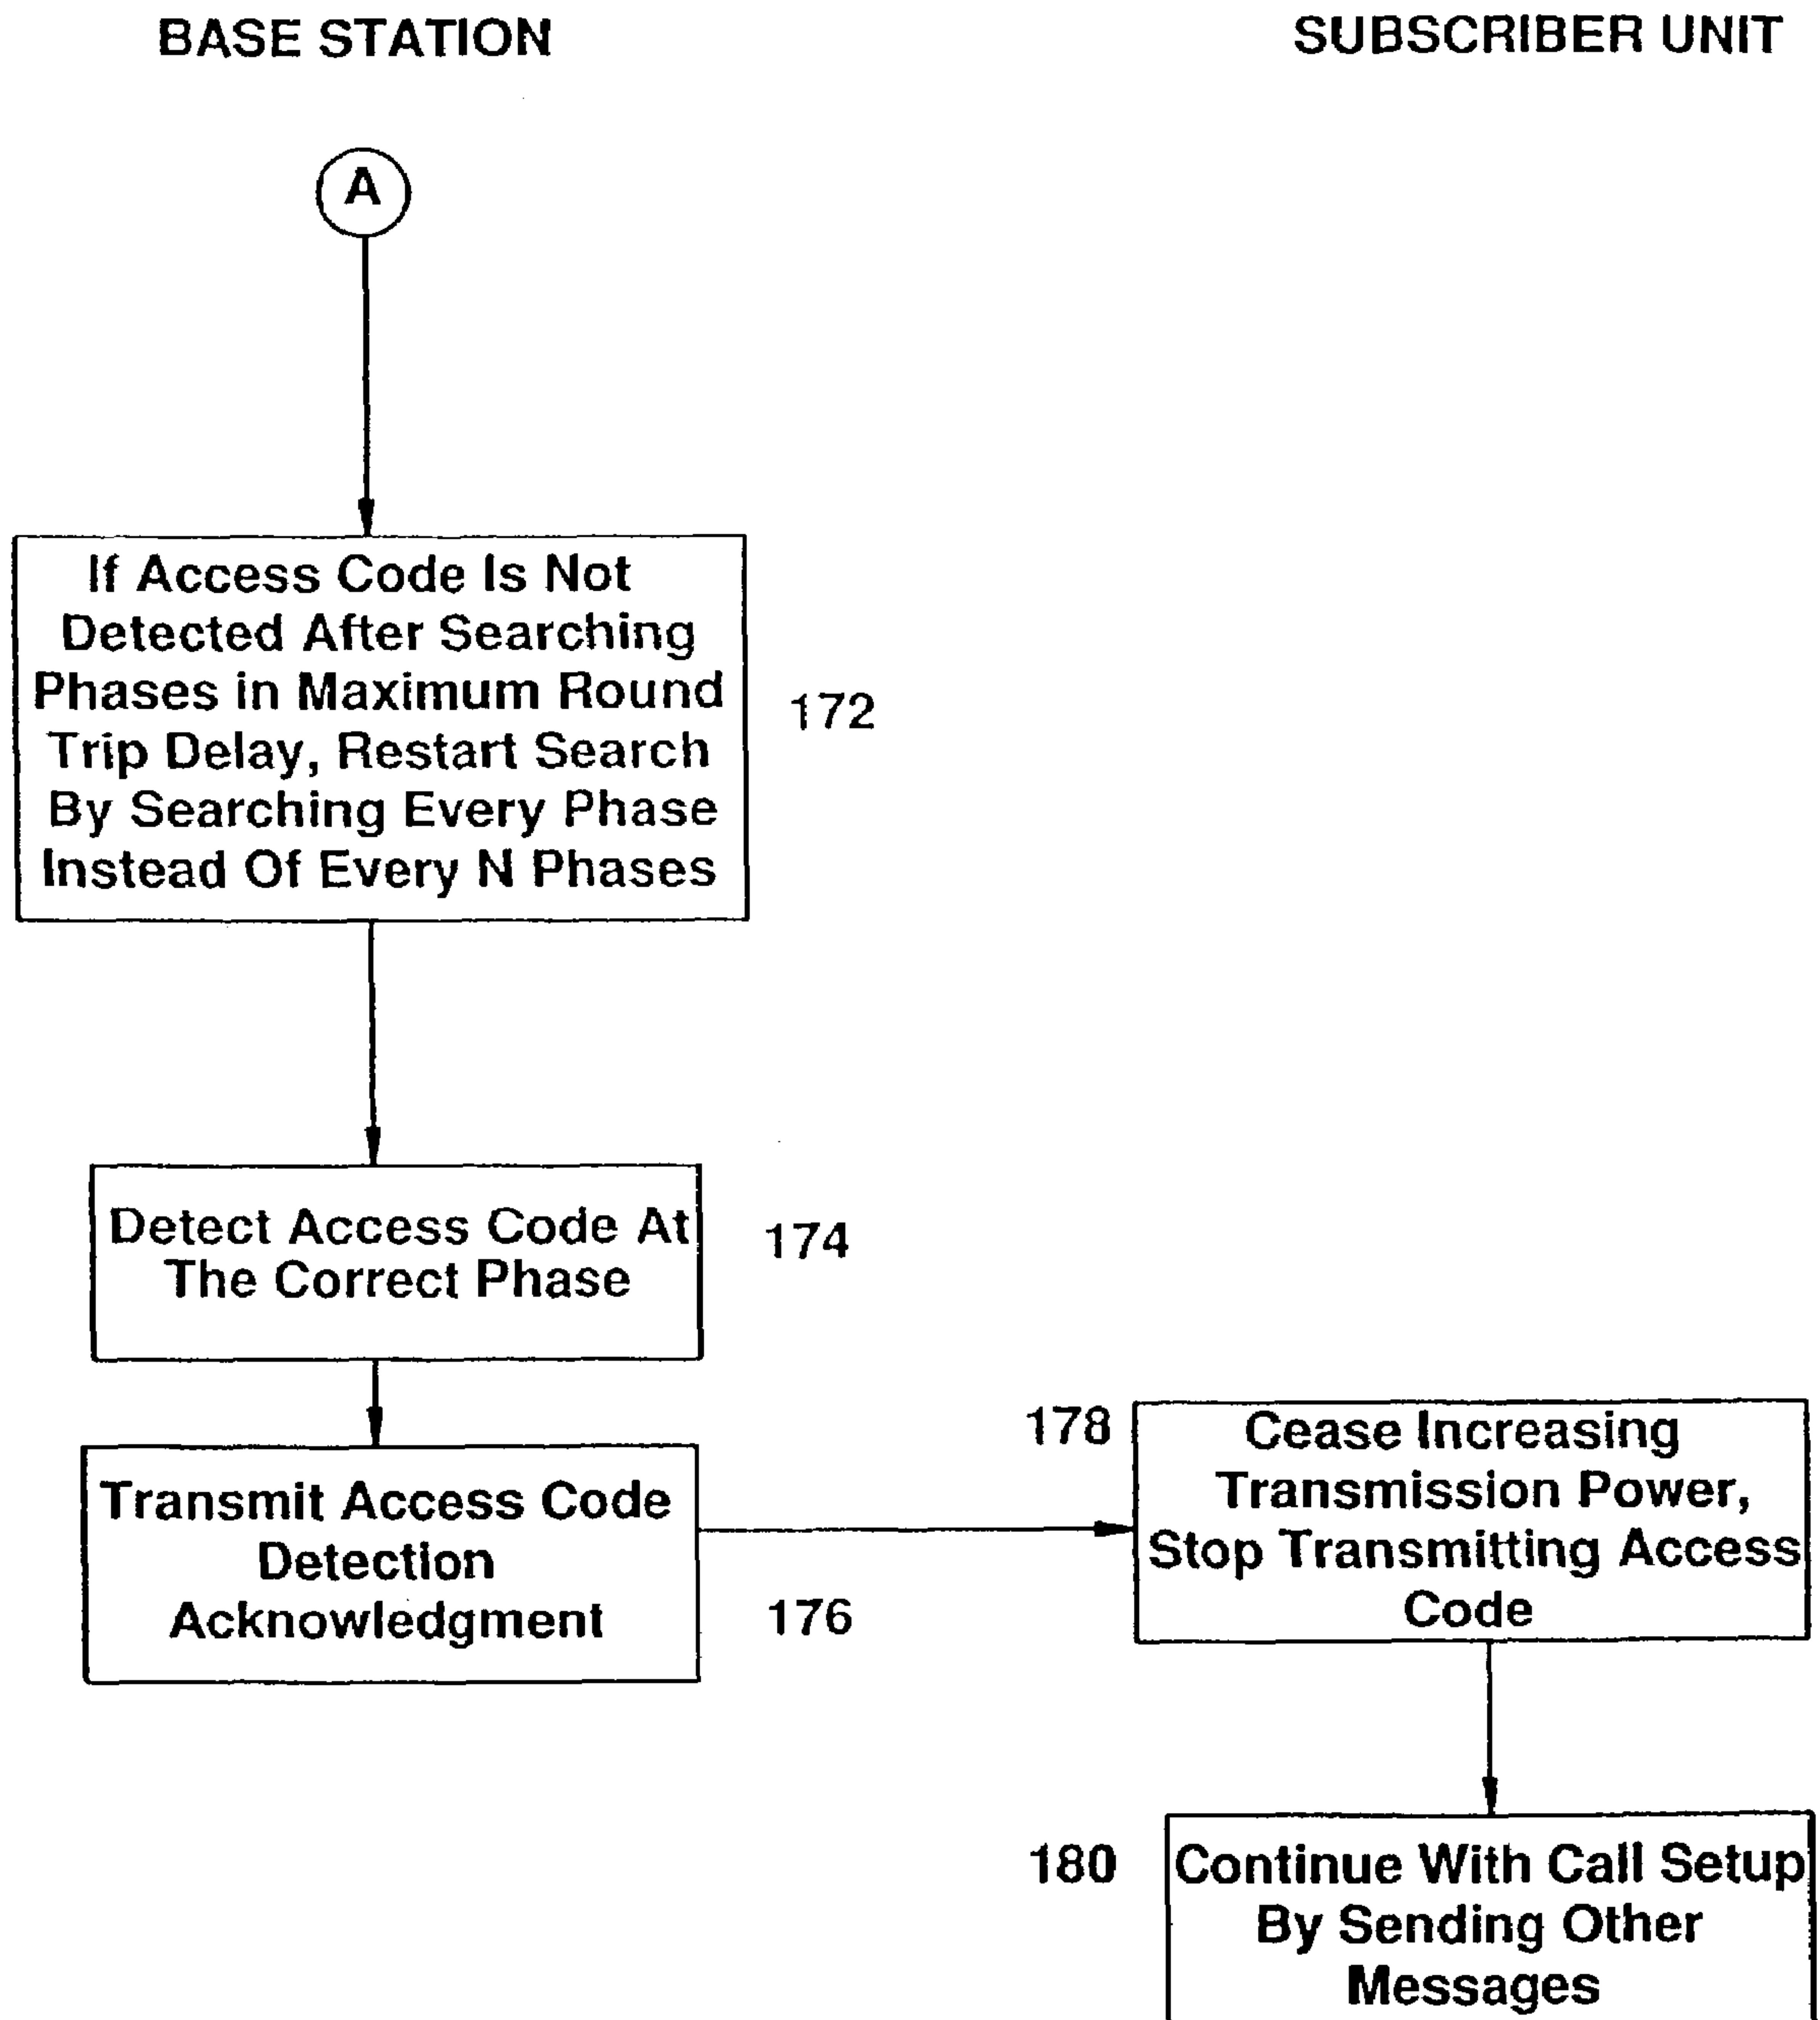 BASE STATION
SUBSCRIBER UNIT
A
If Access Code Is Not
Detected After Searching
Phases in Maximum Round
Trip Delay, Restart Search
By Searching Every Phase
Instead Of Every N Phases
172
Detect Access Code At
The Correct Phase
174
Transmit Access Code
Detection
Acknowledgment
176
178
Cease Increasing
Transmission Power,
Stop Transmitting Access
Code
180
Continue With Call Setup
By Sending Other
Messages